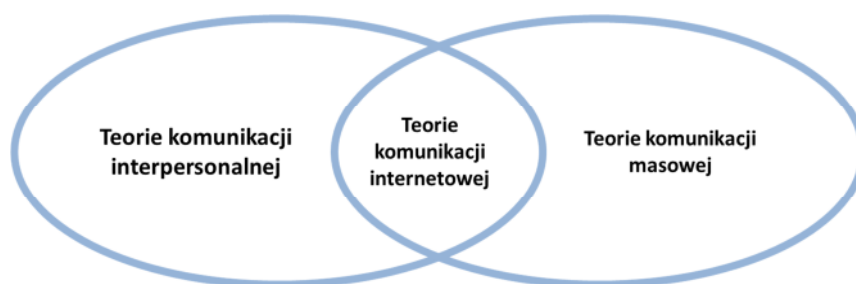 Teorie komunikacji
interpersonalnej
Teorie
komunikacji
internetowej
Teorie komunikacji
masowej